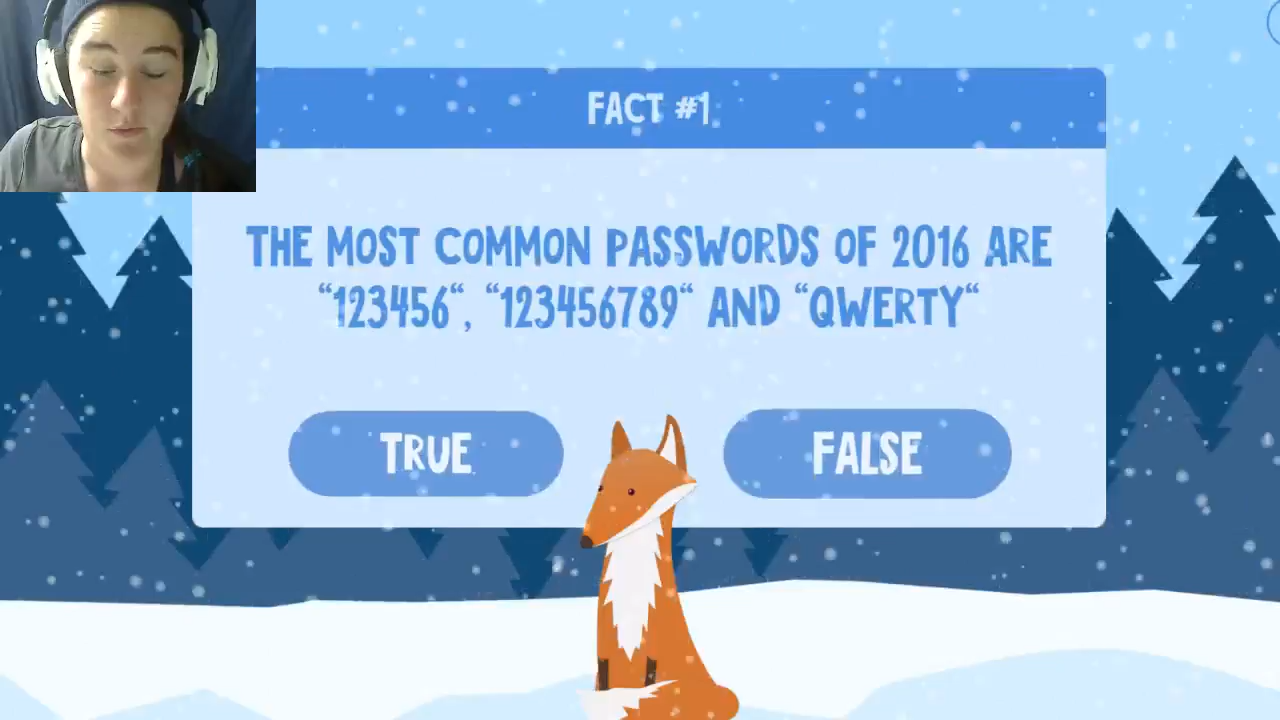 FACT #1
THE MOST COMMON PASSWORDS OF 2016 ARE
“123456“, “123456789“ AND “QWERTY“
TRUE
FALSE